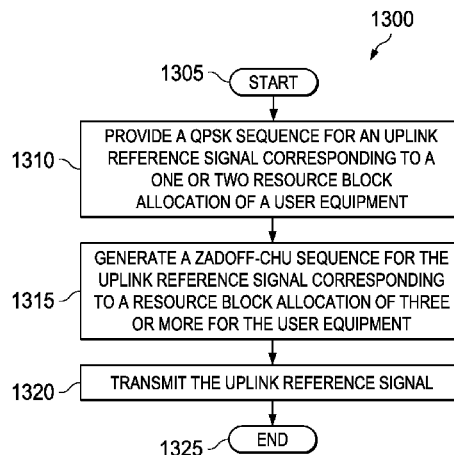 1300
1305
START
1310
PROVIDE A QPSK SEQUENCE FOR AN UPLINK
REFERENCE SIGNAL CORRESPONDING TO A
ONE OR TWO RESOURCE BLOCK
ALLOCATION OF A USER EQUIPMENT
1315
GENERATE A ZADOFF-CHU SEQUENCE FOR THE
UPLINK REFERENCE SIGNAL CORRESPONDING
TO A RESOURCE BLOCK ALLOCATION OF THREE
OR MORE FOR THE USER EQUIPMENT
TRANSMIT THE UPLINK REFERENCE SIGNAL
1320
END
1325